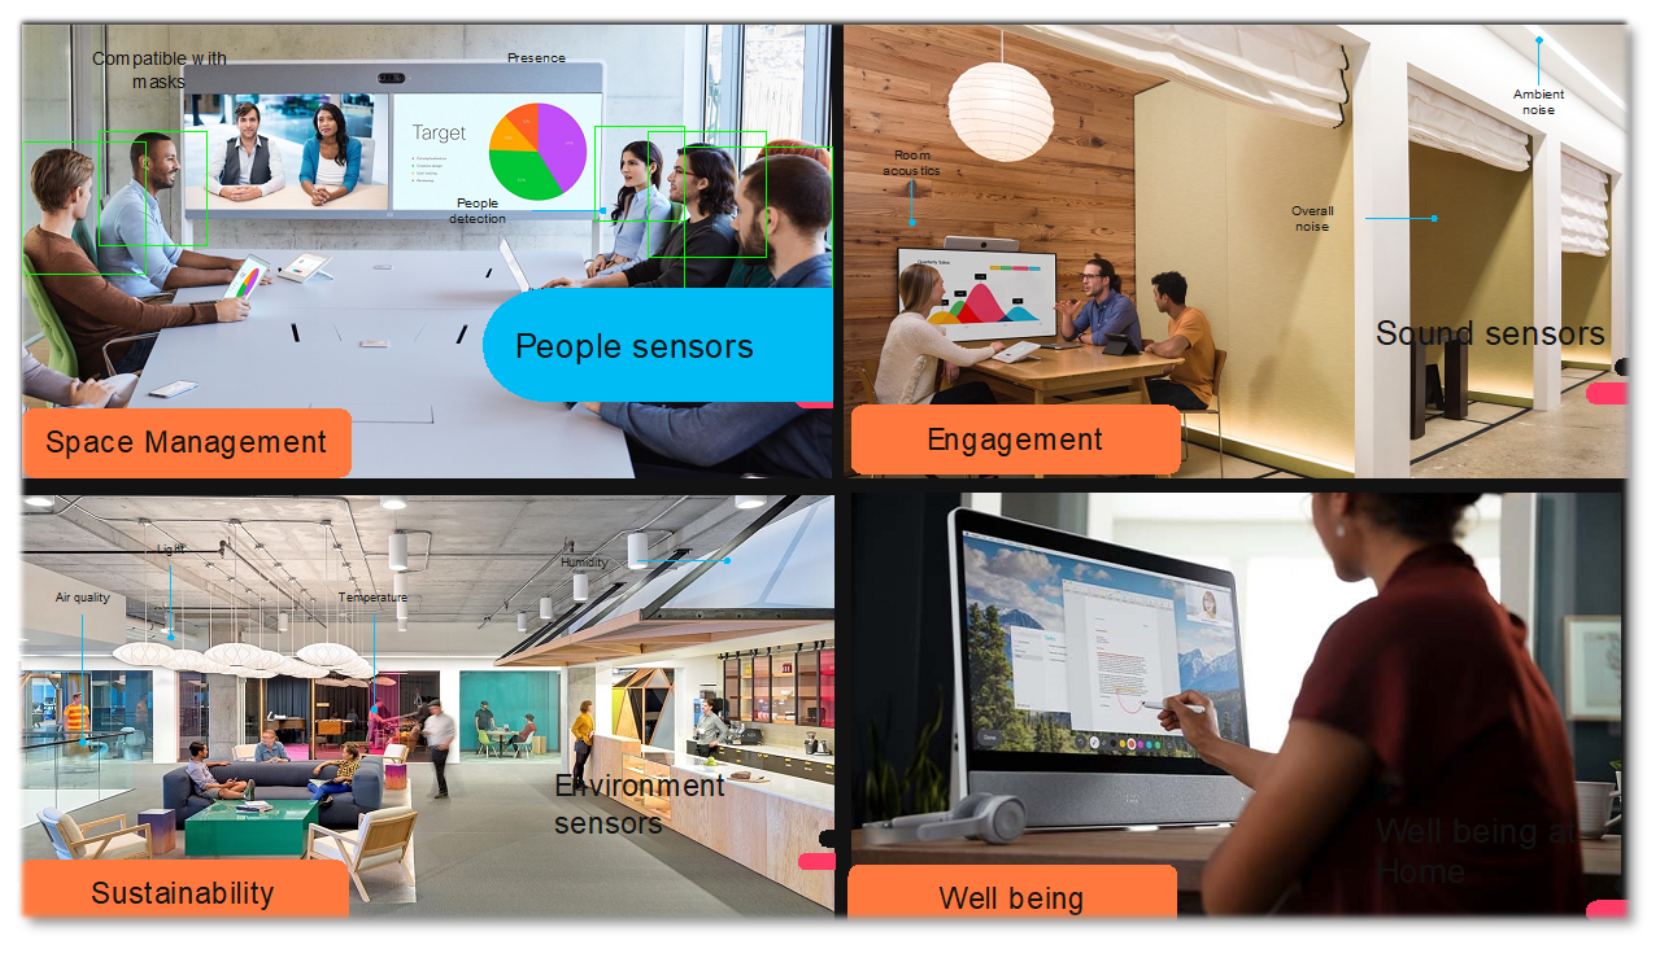 Compatible with
masks
Presence
Target
People
detection
People sensors
Space Management
Ambient
noise
Room
acoustics
Overall
noise
Sound sensors
Engagement
Light
Humidity
Air quality
Temperature
Environment
sensors
Sustainability
Done
Well being at
Home
Well being